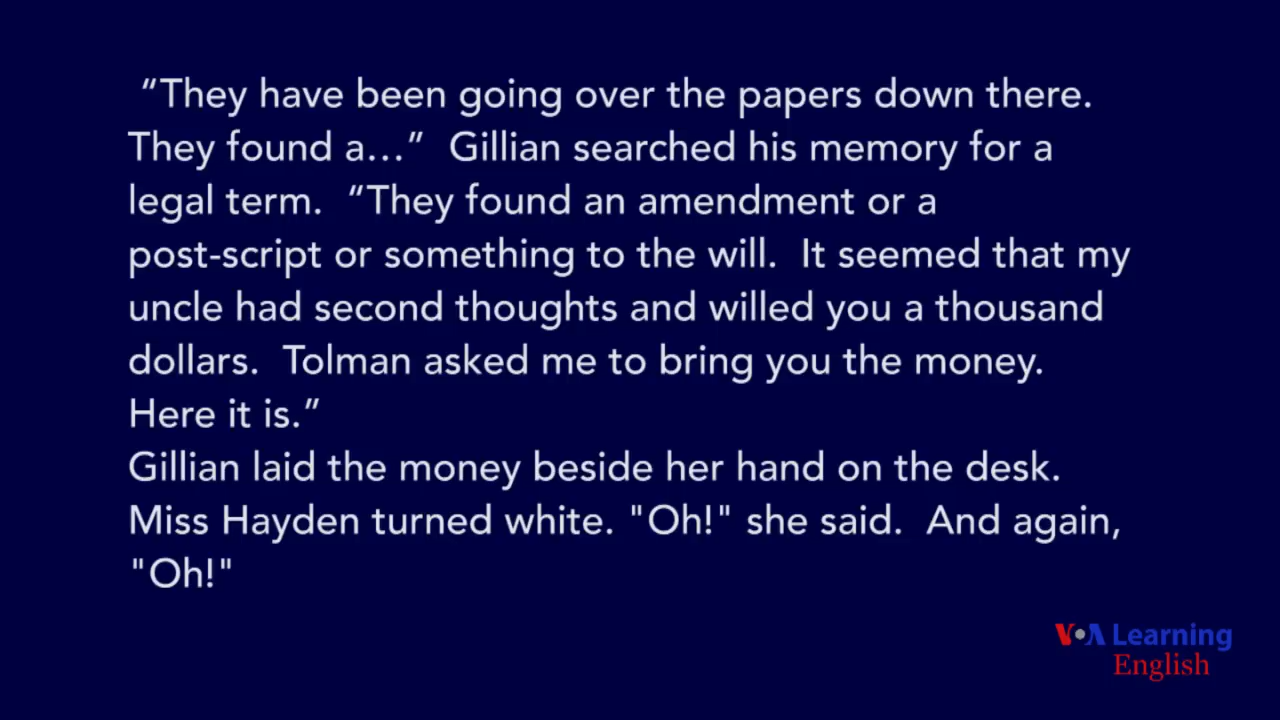 “They have been going over the papers down there.
They found a…”  Gillian searched his memory for a
legal term.  “They found an amendment or a
post-script or something to the will.  It seemed that my
uncle had second thoughts and willed you a thousand
dollars.  Tolman asked me to bring you the money.
Here it is.”
Gillian laid the money beside her hand on the desk.
Miss Hayden turned white. "Oh!" she said.  And again,
"Oh!"
VOA Learning
English